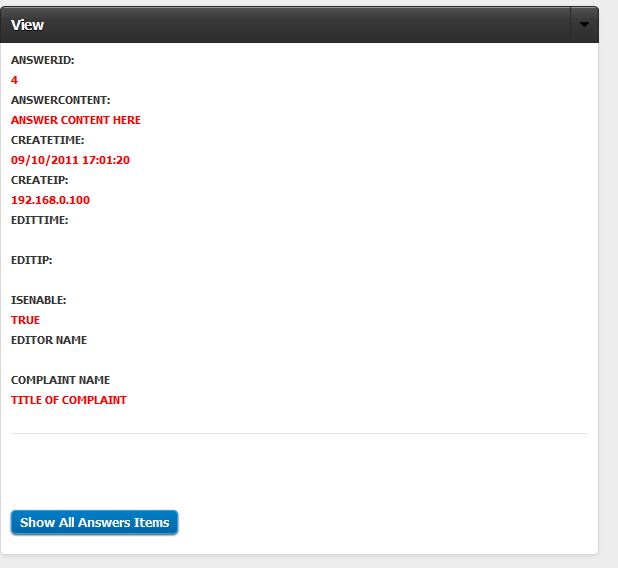 View
ANSWERID:
4
ANSWERCONTENT:
ANSWER CONTENT HERE
CREATETIME:
09/10/2011 17:01:20
CREATEIP:
192.168.0.100
EDITTIME:
EDITIP:
ISENABLE:
TRUE
EDITOR NAME
COMPLAINT NAME
TITLE OF COMPLAINT
Show All Answers Items